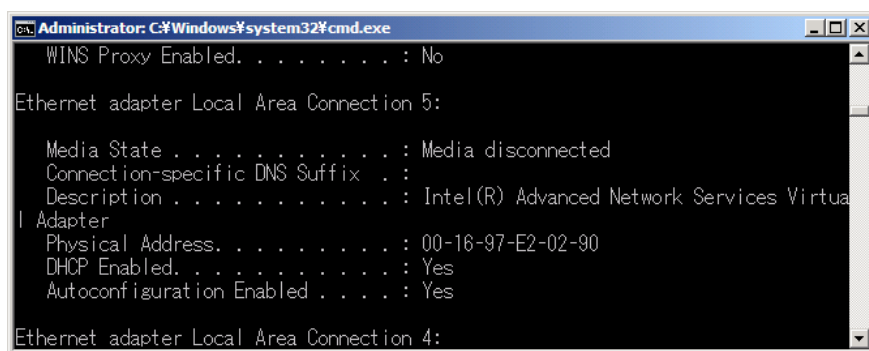 Administrator: C:¥Windows¥system32¥cmd.exe
WINS Proxy Enabled. . . . . . . . : No
Ethernet adapter Local Area Connection 5:
Media State . . . . . . . . . . . : Media disconnected
Connection-specific DNS Suffix  . :
Description . . . . . . . . . . . : Intel(R) Advanced Network Services Virtua
l Adapter
Physical Address. . . . . . . . . : 00-16-97-E2-02-90
DHCP Enabled. . . . . . . . . . . : Yes
Autoconfiguration Enabled . . . . : Yes
Ethernet adapter Local Area Connection 4: